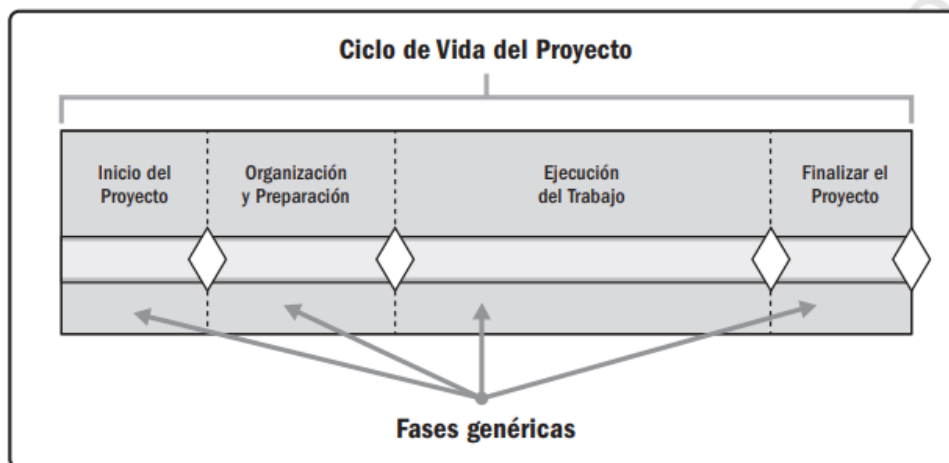 Ciclo de Vida del Proyecto
Inicio del
Proyecto
Organización
y Preparación
Ejecución
del Trabajo
Finalizar el
Proyecto
Fases genéricas